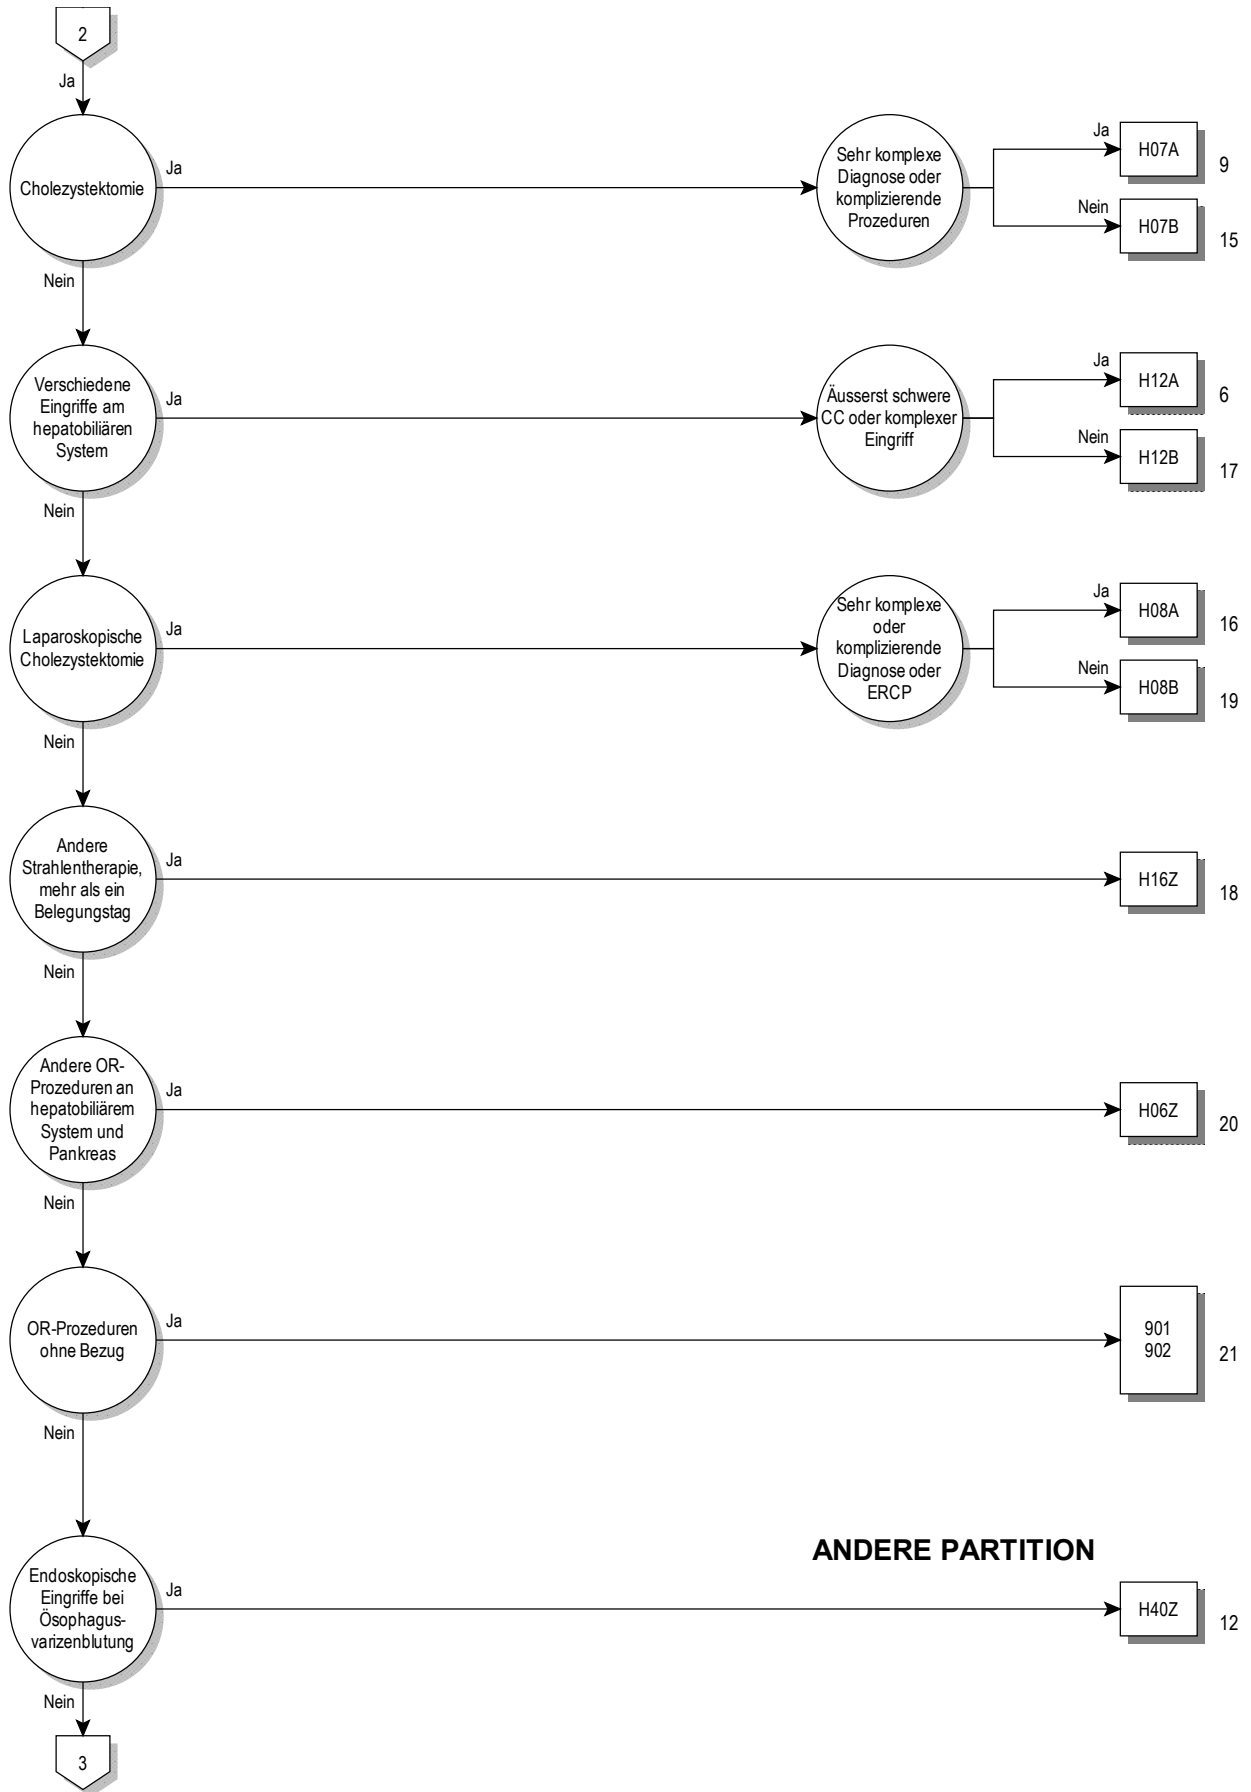 2
Ja
Cholezystektomie
Ja
Sehr komplexe
Diagnose oder
komplizierende
Prozeduren
Ja
H07A
9
Nein
H07B
15
Nein
Verschiedene
Eingriffe am
hepatobiliären
System
Ja
Äusserst schwere
CC oder komplexer
Eingriff
Ja
H12A
6
Nein
H12B
17
Nein
Laparoskopische
Cholezystektomie
Ja
Sehr komplexe
oder
komplizierende
Diagnose oder
ERCP
Ja
H08A
16
Nein
H08B
19
Nein
Andere
Strahlentherapie,
mehr als ein
Belegungstag
Ja
H16Z
18
Nein
Andere OR-
Prozeduren an
hepatobiliärem
System und
Pankreas
Ja
H06Z
20
Nein
OR-Prozeduren
ohne Bezug
Ja
901
902
21
Nein
ANDERE PARTITION
Endoskopische
Eingriffe bei
Ösophagus-
varizenblutung
Ja
H40Z
12
Nein
3